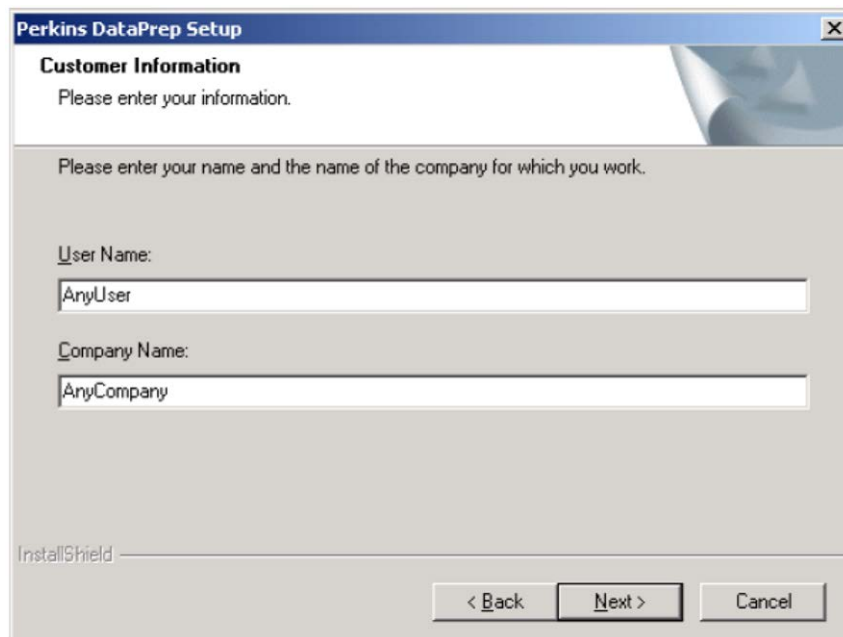 Perkins DataPrep Setup
Customer Information
Please enter your information.
Please enter your name and the name of the company for which you work.
User Name:
AnyUser
Company Name:
AnyCompany
InstallShield
< Back Next > Cancel